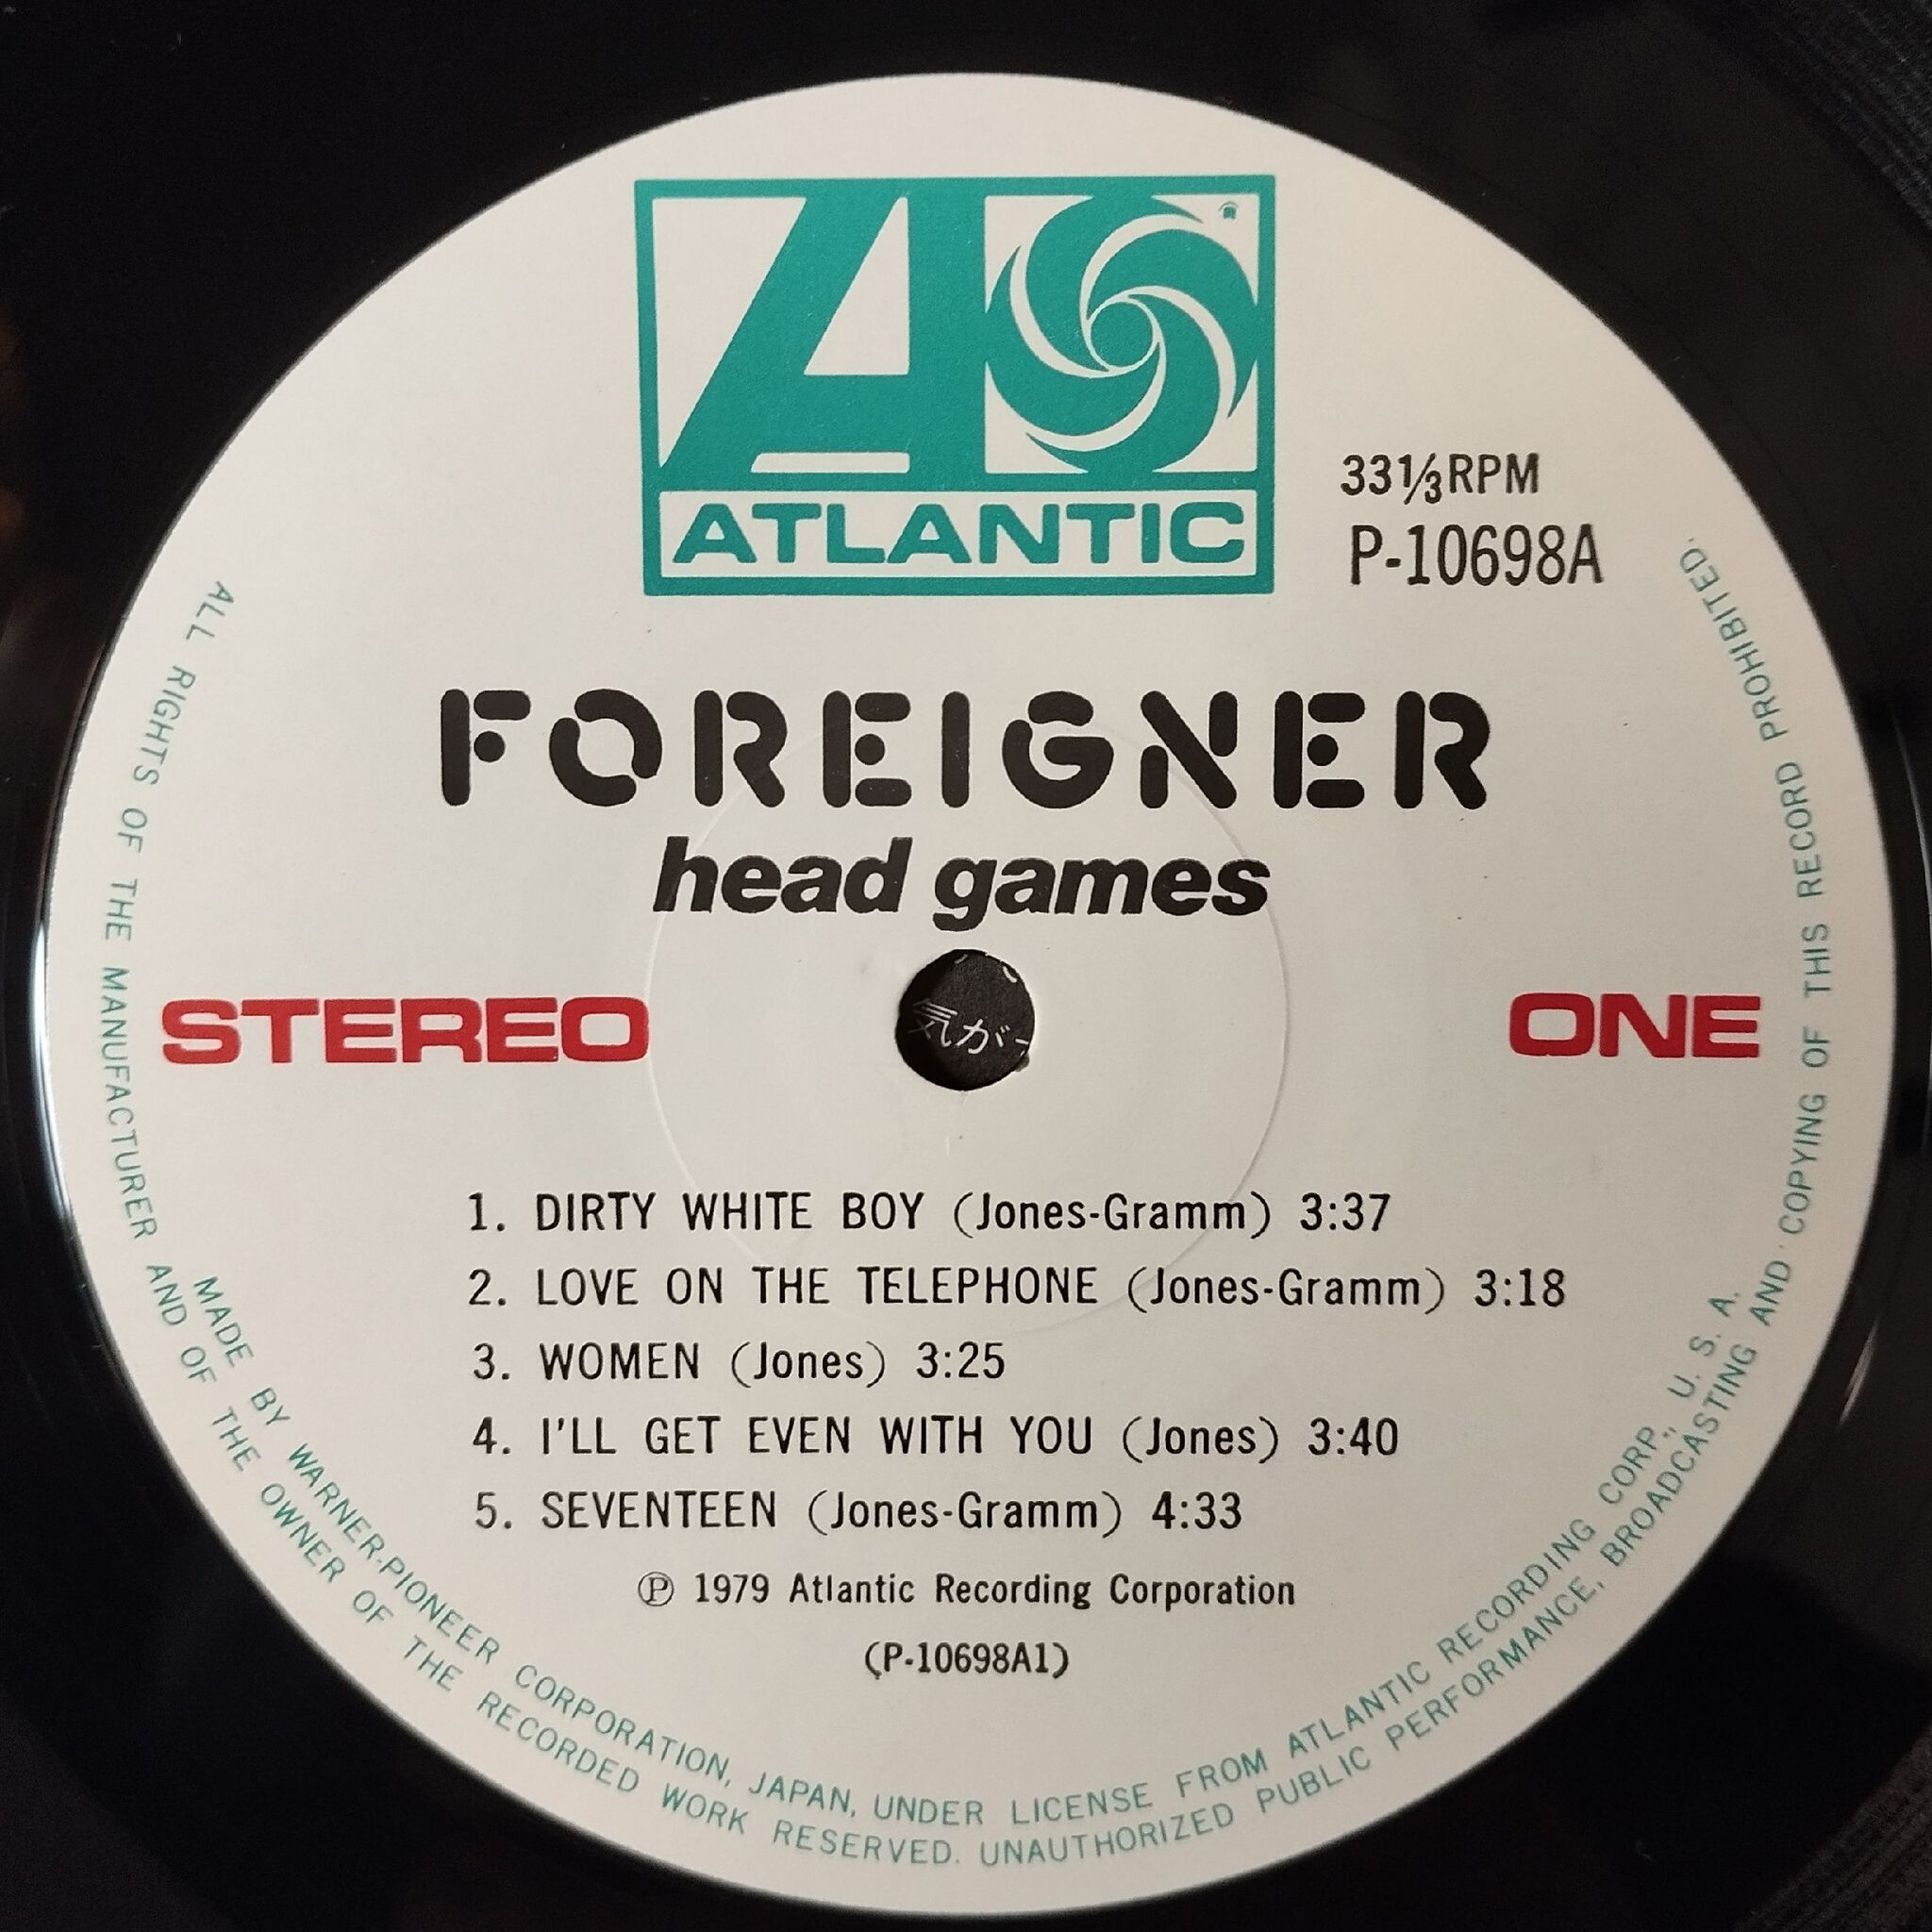 ATLANTIC
33 1/3 RPM
P-10698A
FOREIGNER
head games
STEREO
ONE
気が
1. DIRTY WHITE BOY (Jones-Gramm) 3:37
2. LOVE ON THE TELEPHONE (Jones-Gramm) 3:18
3. WOMEN (Jones) 3:25
4. I'LL GET EVEN WITH YOU (Jones) 3:40
5. SEVENTEEN (Jones-Gramm) 4:33
Ⓟ 1979 Atlantic Recording Corporation
(P-10698A1)
MADE BY WARNER-PIONEER CORPORATION, JAPAN, UNDER LICENSE FROM ATLANTIC RECORDING CORP., U. S. A.
ALL RIGHTS OF THE MANUFACTURER AND OF THE OWNER OF THE RECORDED WORK RESERVED. UNAUTHORIZED PUBLIC PERFORMANCE, BROADCASTING AND COPYING OF THIS RECORD PROHIBITED.